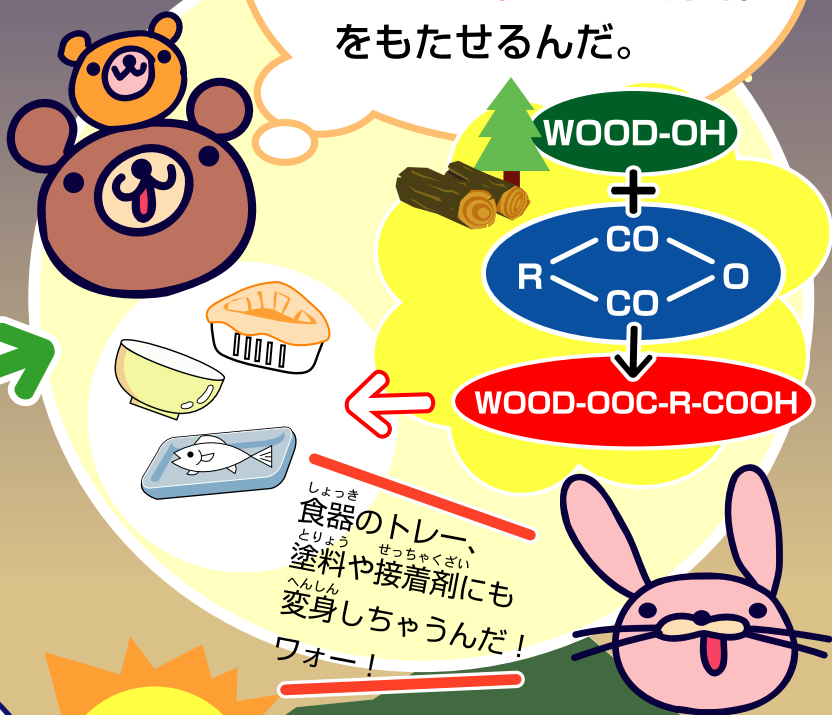 をもたせるんだ。
WOOD-OH
+
CO
R O
CO
WOOD-OOC-R-COOH
しょっき
食器のトレー、
とりょう せっちゃくざい
塗料や接着剤にも
へんしん
変身しちゃうんだ！
ワォー！